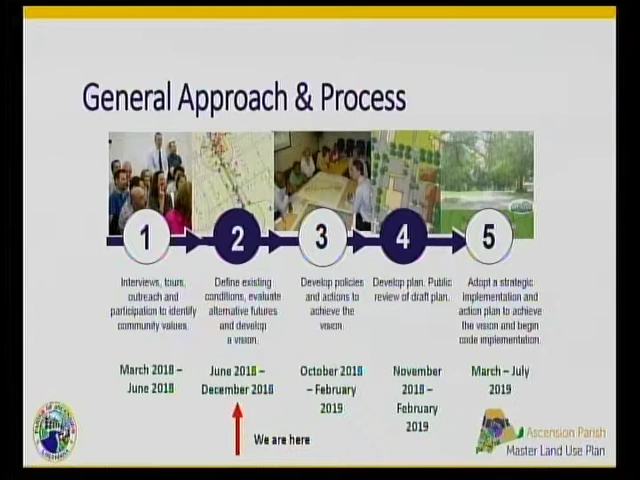 General Approach & Process
1
2
3
4
5
Interviews, tours,
outreach and
participation to identify
community values.
Define existing
conditions, evaluate
alternative futures
and develop
a vision.
Develop policies
and actions to
achieve the
vision.
Develop plan. Public
review of draft plan.
Adopt a strategic
implementation and
action plan to achieve
the vision and begin
code implementation.
March 2018 –
June 2018
June 2018 –
December 2018
October 2018
– February
2019
November
2018 –
February
2019
March – July
2019
We are here
Ascension Parish
Master Land Use Plan